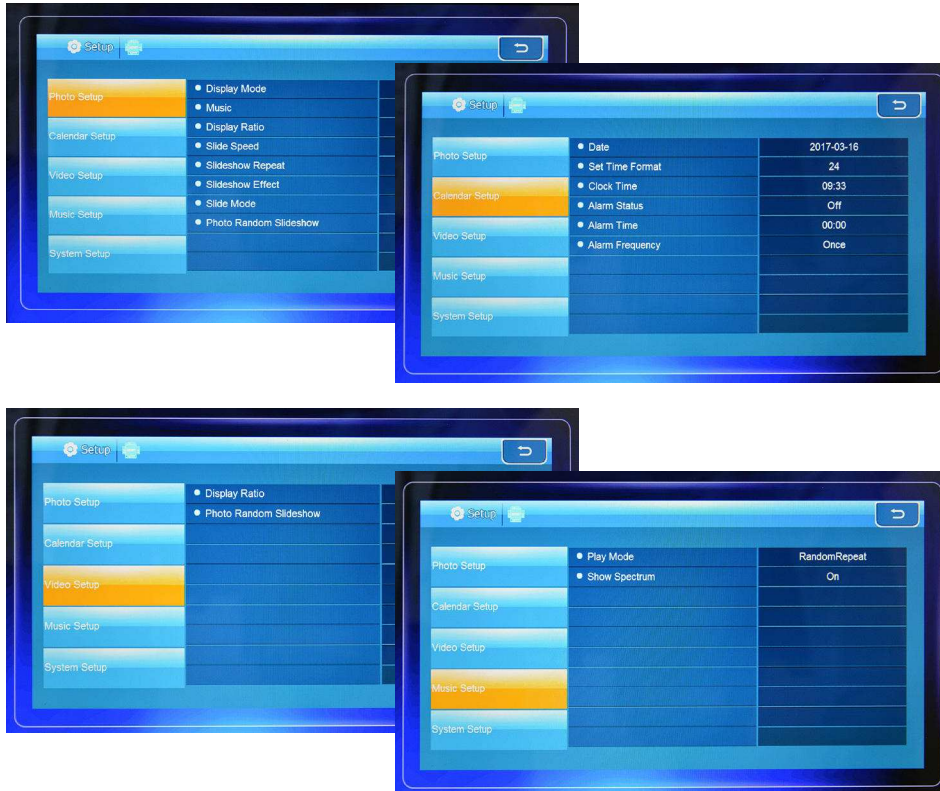 Setup
Photo Setup
Calendar Setup
Video Setup
Music Setup
System Setup
Display Mode
Music
Display Ratio
Slide Speed
Slideshow Repeat
Slideshow Effect
Slide Mode
Photo Random Slideshow
Setup
Photo Setup
Calendar Setup
Video Setup
Music Setup
System Setup
Date 2017-03-16
Set Time Format 24
Clock Time 09:33
Alarm Status Off
Alarm Time 00:00
Alarm Frequency Once
Setup
Photo Setup
Calendar Setup
Video Setup
Music Setup
System Setup
Display Ratio
Photo Random Slideshow
Setup
Photo Setup
Calendar Setup
Video Setup
Music Setup
System Setup
Play Mode RandomRepeat
Show Spectrum On